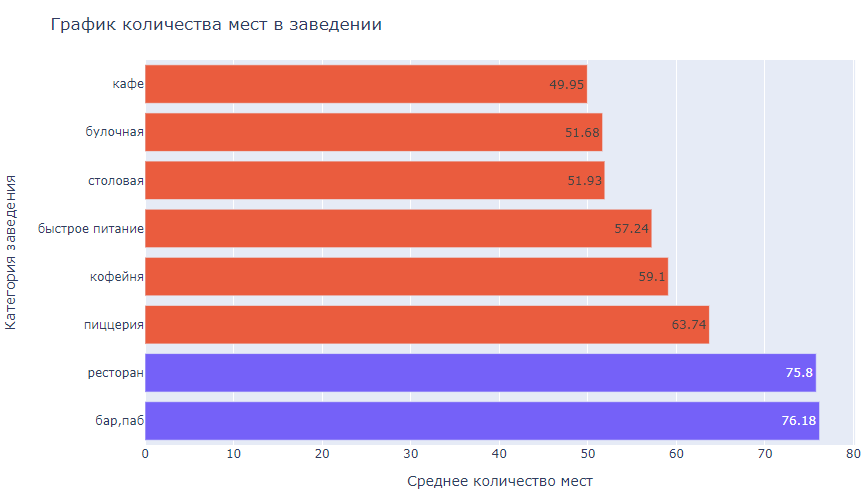 График количества мест в заведении
Категория заведения
кафе 49.95
булочная 51.68
столовая 51.93
быстрое питание 57.24
кофейня 59.1
пиццерия 63.74
ресторан 75.8
бар,паб 76.18
0 10 20 30 40 50 60 70 80
Среднее количество мест